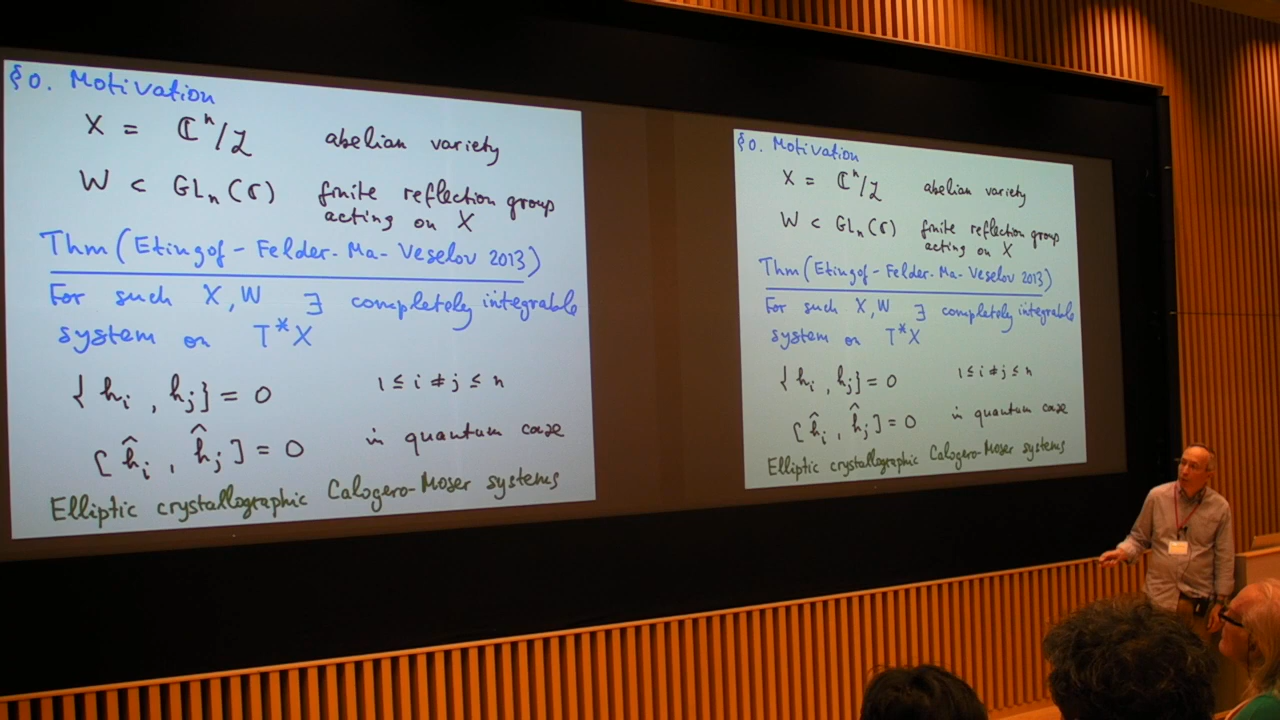 §0. Motivation
X = ℂⁿ/L abelian variety
W < GLₙ(ℂ) finite reflection group
acting on X
Thm (Etingof - Felder - Ma - Veselov 2013)
For such X, W ∃ completely integrable
system on T*X
{hᵢ, hⱼ} = 0 1 ≤ i ≠ j ≤ n
[ĥᵢ, ĥⱼ] = 0 in quantum case
Elliptic crystallographic Calogero-Moser systems
§0. Motivation
X = ℂⁿ/L abelian variety
W < GLₙ(ℂ) finite reflection group
acting on X
Thm (Etingof - Felder - Ma - Veselov 2013)
For such X, W ∃ completely integrable
system on T*X
{hᵢ, hⱼ} = 0 1 ≤ i ≠ j ≤ n
[ĥᵢ, ĥⱼ] = 0 in quantum case
Elliptic crystallographic Calogero-Moser systems